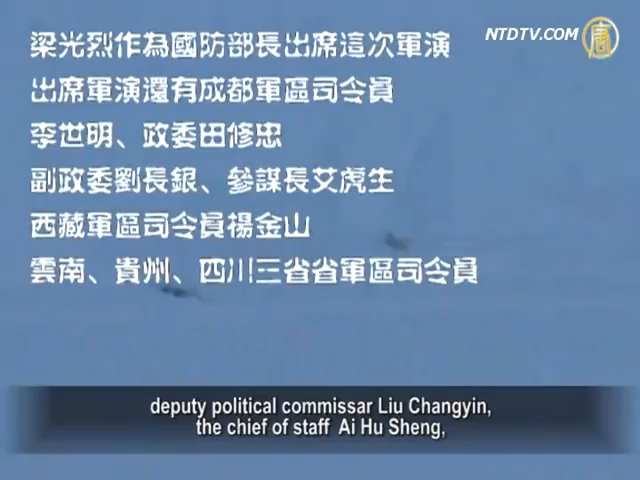 NTDTV.COM 唐
梁光烈作為國防部長出席這次軍演
出席軍演還有成都軍區司令員
李世明、政委田修忠
副政委劉長銀、參謀長艾虎生
西藏軍區司令員楊金山
雲南、貴州、四川三省省軍區司令員
deputy political commissar Liu Changyin,
the chief of staff Ai Hu Sheng,